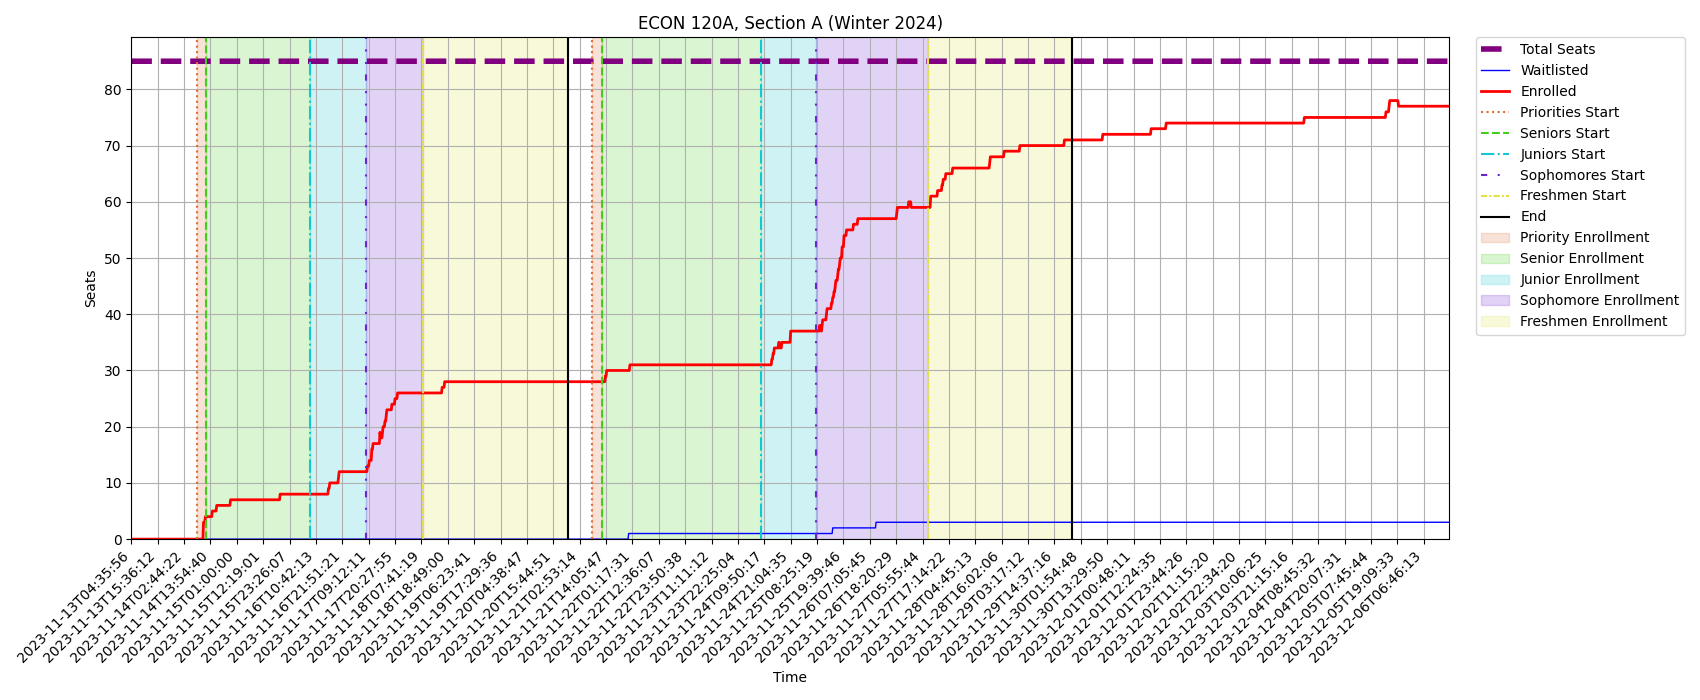 ECON 120A, Section A (Winter 2024)
Seats
80
70
60
50
40
30
20
10
0
2023-11-13T04:35:56
2023-11-13T15:36:12
2023-11-14T02:44:22
2023-11-14T13:54:40
2023-11-15T01:00:00
2023-11-15T12:19:01
2023-11-15T23:26:07
2023-11-16T10:42:13
2023-11-16T21:51:21
2023-11-17T09:12:11
2023-11-17T20:27:55
2023-11-18T07:41:19
2023-11-18T18:49:00
2023-11-19T06:23:41
2023-11-19T17:29:36
2023-11-20T04:38:47
2023-11-20T15:44:51
2023-11-21T02:53:14
2023-11-21T14:05:47
2023-11-22T01:17:31
2023-11-22T12:36:07
2023-11-22T23:50:38
2023-11-23T11:11:12
2023-11-23T22:25:04
2023-11-24T09:50:17
2023-11-24T21:04:35
2023-11-25T08:25:19
2023-11-25T19:39:46
2023-11-26T07:05:45
2023-11-26T18:20:29
2023-11-27T05:55:44
2023-11-27T17:14:22
2023-11-28T04:45:13
2023-11-28T16:02:06
2023-11-29T03:17:12
2023-11-29T14:37:16
2023-11-30T01:54:48
2023-11-30T13:29:50
2023-12-01T00:48:11
2023-12-01T12:24:35
2023-12-01T23:44:26
2023-12-02T11:15:20
2023-12-02T22:34:20
2023-12-03T10:06:25
2023-12-03T21:15:16
2023-12-04T08:45:32
2023-12-04T20:07:31
2023-12-05T07:45:44
2023-12-05T19:09:33
2023-12-06T06:46:13
Time
Total Seats
Waitlisted
Enrolled
Priorities Start
Seniors Start
Juniors Start
Sophomores Start
Freshmen Start
End
Priority Enrollment
Senior Enrollment
Junior Enrollment
Sophomore Enrollment
Freshmen Enrollment